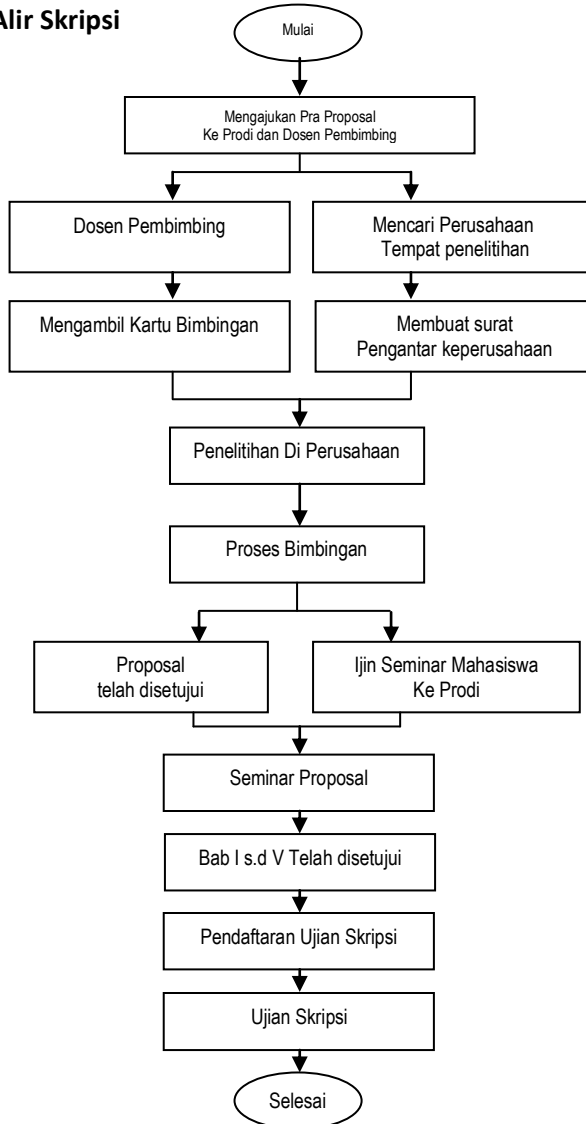 Alir Skripsi
Mulai
Mengajukan Pra Proposal
Ke Prodi dan Dosen Pembimbing
Dosen Pembimbing
Mencari Perusahaan
Tempat penelitihan
Mengambil Kartu Bimbingan
Membuat surat
Pengantar keperusahaan
Penelitihan Di Perusahaan
Proses Bimbingan
Proposal
telah disetujui
Ijin Seminar Mahasiswa
Ke Prodi
Seminar Proposal
Bab I s.d V Telah disetujui
Pendaftaran Ujian Skripsi
Ujian Skripsi
Selesai